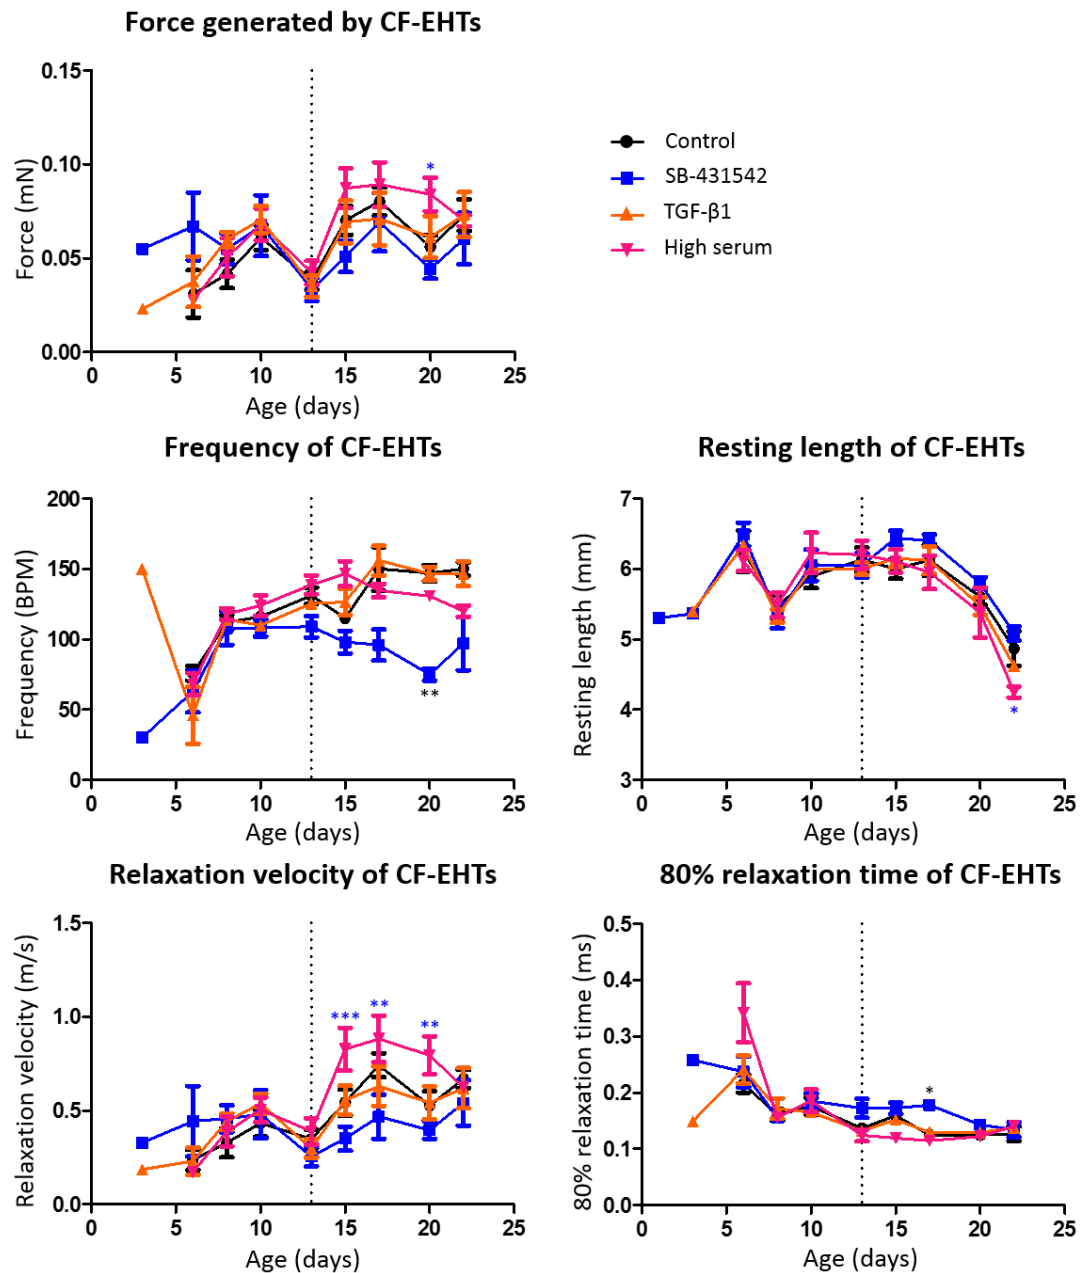 Force generated by CF-EHTs
Force (mN)
0.15
0.10
0.05
0.00
*
0 5 10 15 20 25
Age (days)
Control
SB-431542
TGF-β1
High serum
Frequency of CF-EHTs
Frequency (BPM)
200
150
100
50
0
**
0 5 10 15 20 25
Age (days)
Resting length of CF-EHTs
Resting length (mm)
7
6
5
4
3
*
0 5 10 15 20 25
Age (days)
Relaxation velocity of CF-EHTs
Relaxation velocity (m/s)
1.5
1.0
0.5
0.0
*** ** **
0 5 10 15 20 25
Age (days)
80% relaxation time of CF-EHTs
80% relaxation time (ms)
0.5
0.4
0.3
0.2
0.1
0.0
*
0 5 10 15 20 25
Age (days)